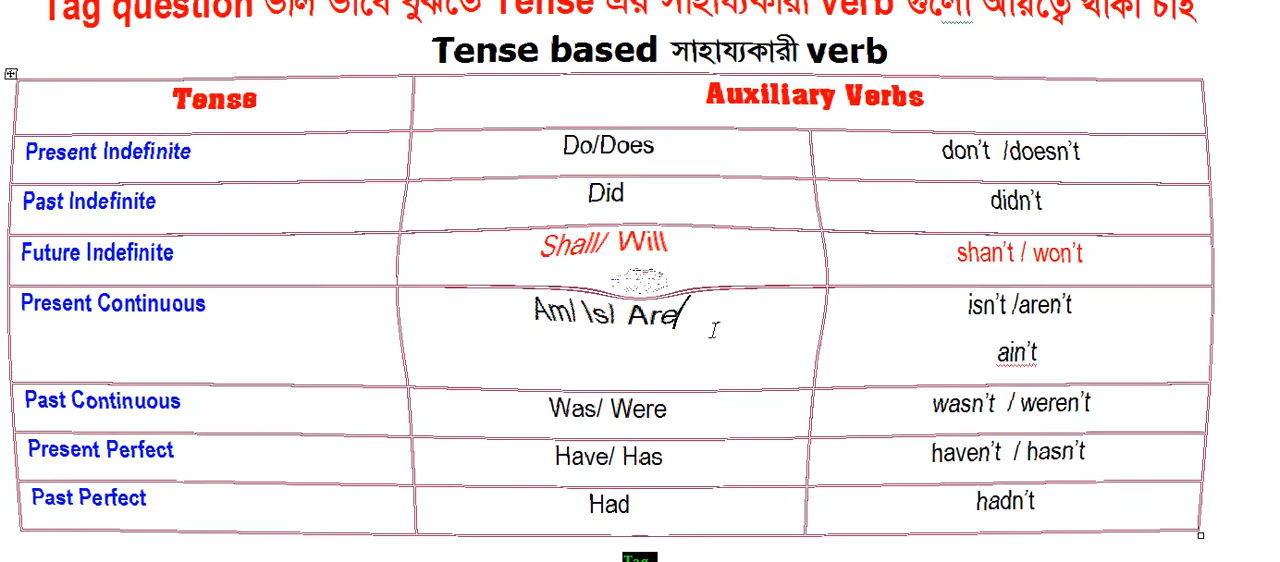 Tag question ভাল ভাবে বুঝতে Tense এর সাহায্যকারী verb গুলো আয়ত্বে থাকা চাই
Tense based সাহায্যকারী verb
Tense Auxiliary Verbs
Present Indefinite Do/Does don't /doesn't
Past Indefinite Did didn't
Future Indefinite Shall/ Will shan't / won't
Present Continuous Am/ Is/ Are/ isn't /aren't
ain't
Past Continuous Was/ Were wasn't / weren't
Present Perfect Have/ Has haven't / hasn't
Past Perfect Had hadn't
Tag